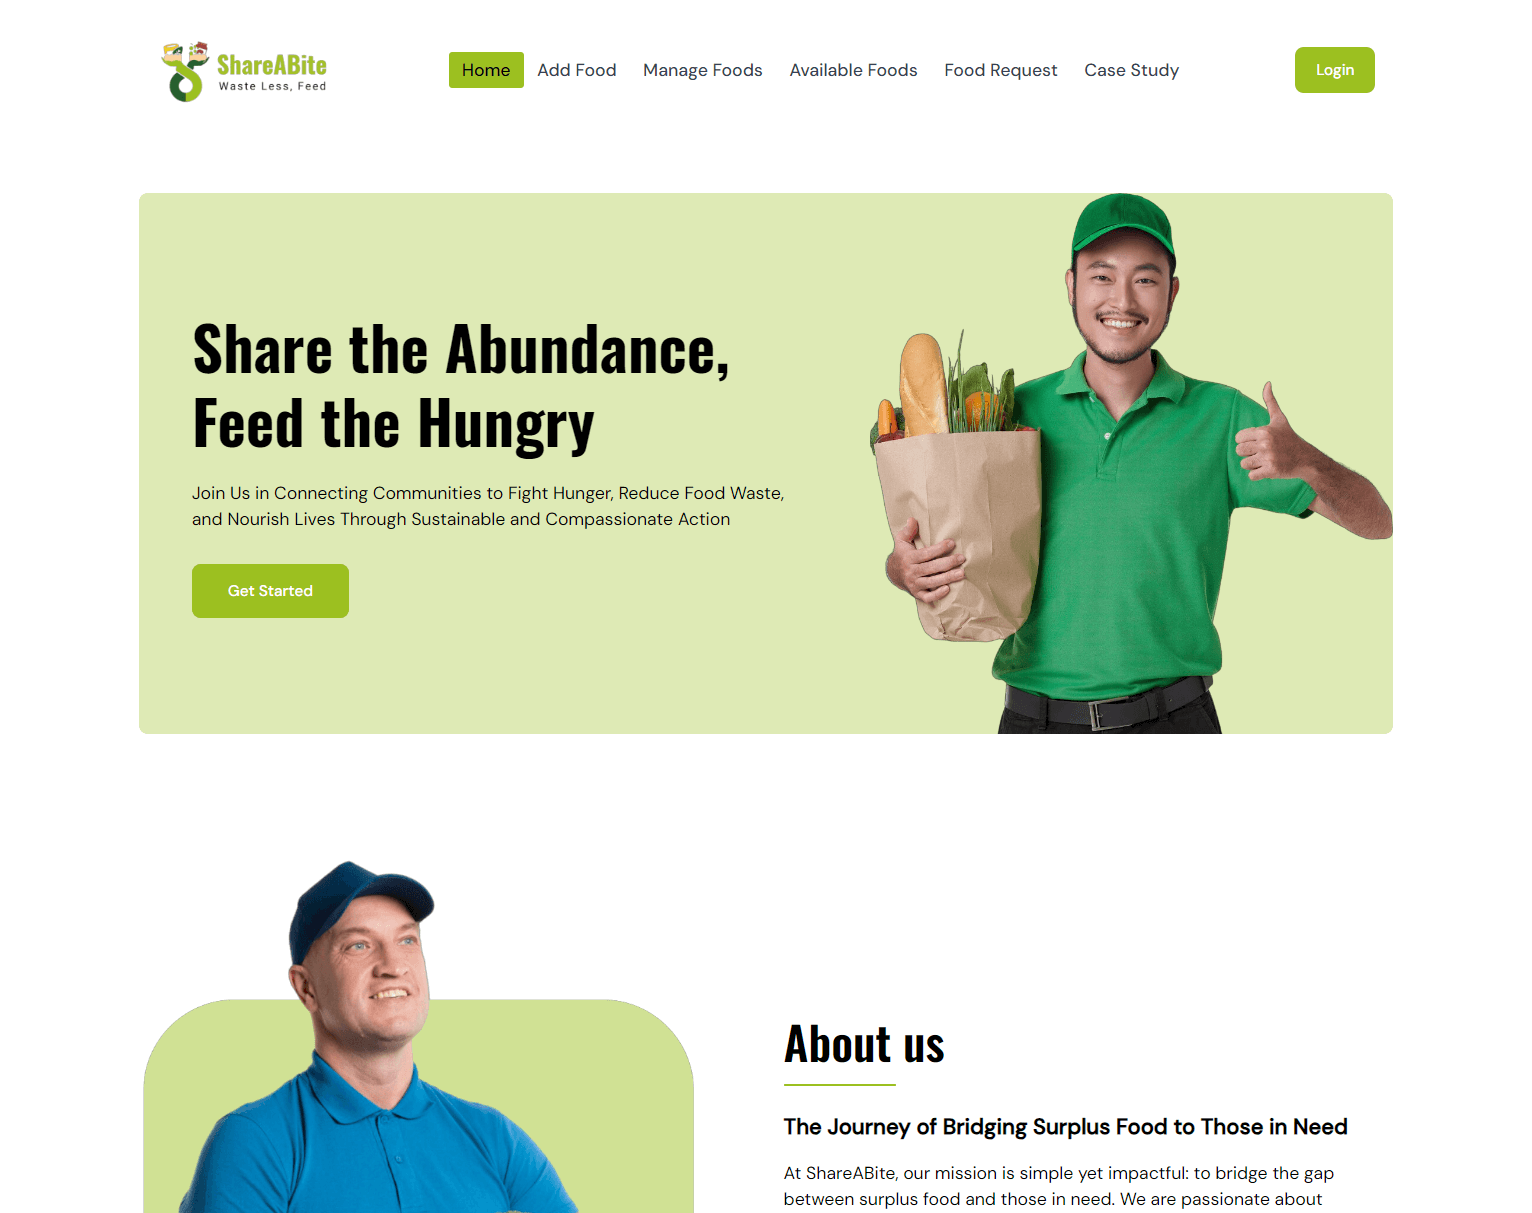 ShareABite
Waste Less, Feed
Home
Add Food
Manage Foods
Available Foods
Food Request
Case Study
Login
Share the Abundance,
Feed the Hungry
Join Us in Connecting Communities to Fight Hunger, Reduce Food Waste,
and Nourish Lives Through Sustainable and Compassionate Action
Get Started
About us
The Journey of Bridging Surplus Food to Those in Need
At ShareABite, our mission is simple yet impactful: to bridge the gap
between surplus food and those in need. We are passionate about